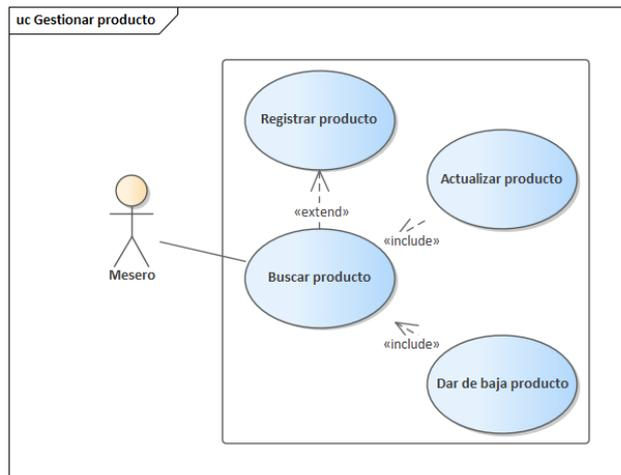 uc Gestionar producto
Registrar producto
Actualizar producto
«extend»
«include»
Mesero
Buscar producto
«include»
Dar de baja producto